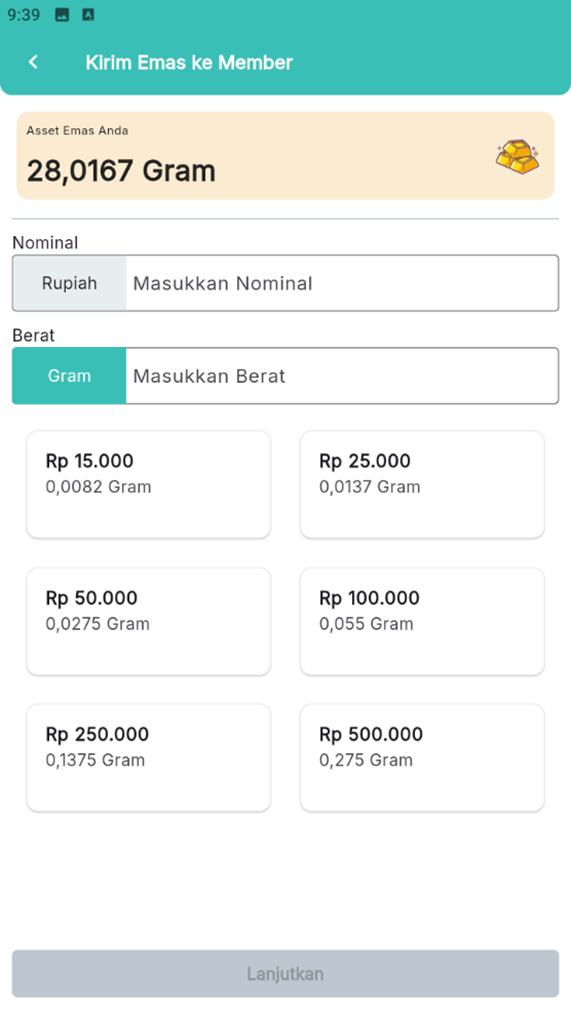 9:39
A
Kirim Emas ke Member
Asset Emas Anda
28,0167 Gram
Nominal
Rupiah Masukkan Nominal
Berat
Gram Masukkan Berat
Rp 15.000
0,0082 Gram
Rp 25.000
0,0137 Gram
Rp 50.000
0,0275 Gram
Rp 100.000
0,055 Gram
Rp 250.000
0,1375 Gram
Rp 500.000
0,275 Gram
Lanjutkan